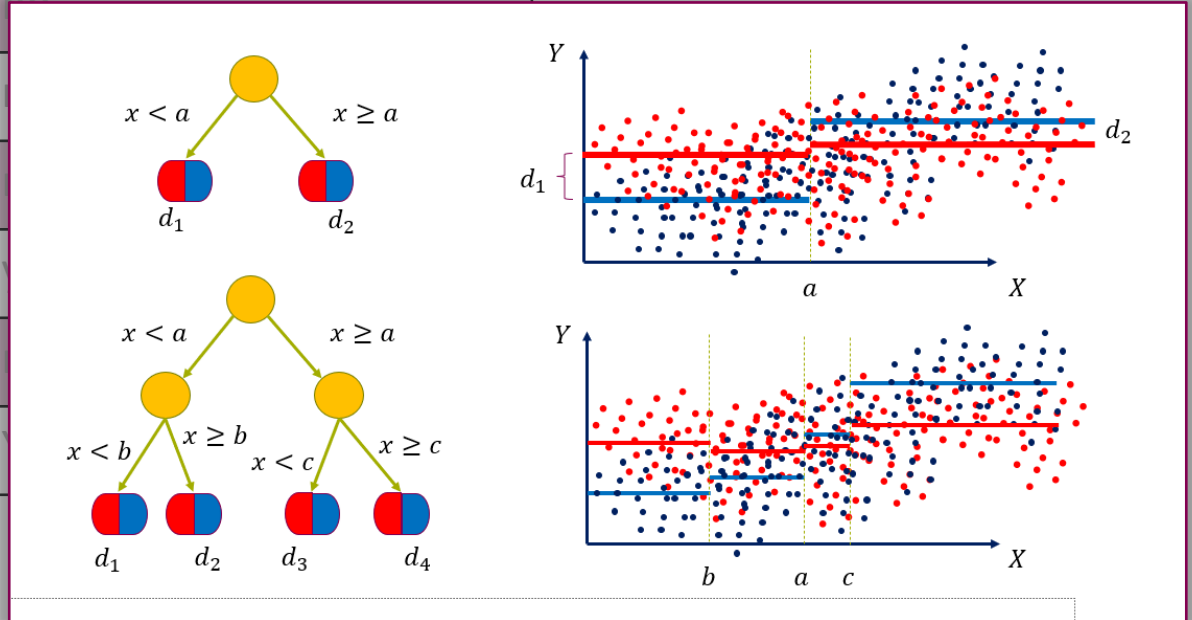 x < a
x ≥ a
d₁
d₂
Y
d₁
d₂
a
X
x < a
x ≥ a
x < b
x ≥ b
x < c
x ≥ c
d₁
d₂
d₃
d₄
Y
b
a
c
X